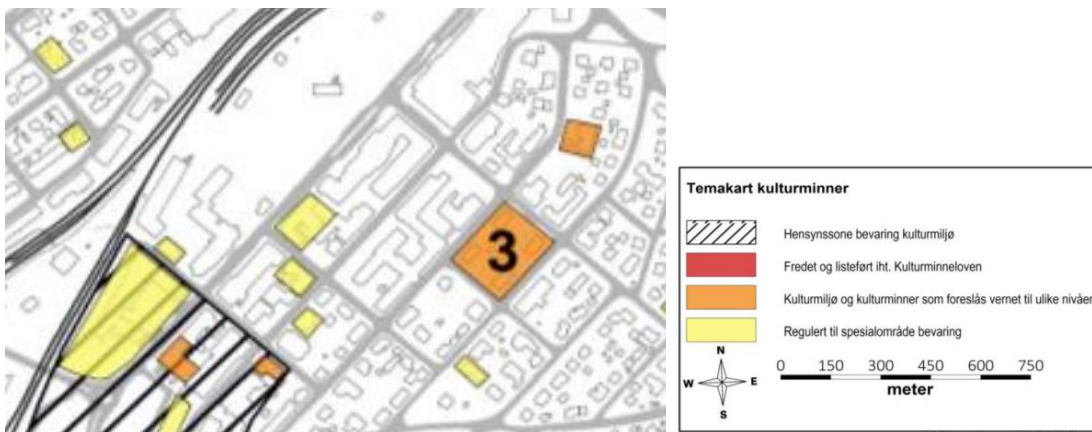 3
Temakart kulturminner
Hensynssone bevaring kulturmiljø
Fredet og listeført iht. Kulturminneloven
Kulturmiljø og kulturminner som foreslås vernet til ulike nivåer
Regulert til spesialområde bevaring
N
W E
S
0 150 300 450 600 750
meter